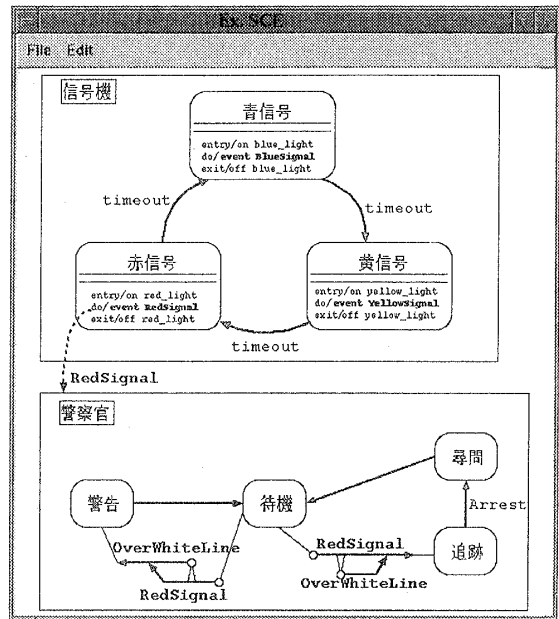 Ex. SCE
File Edit
信号機
青信号
entry/on blue_light
do/event BlueSignal
exit/off blue_light
timeout
timeout
赤信号
entry/on red_light
do/event RedSignal
exit/off red_light
黄信号
entry/on yellow_light
do/event YellowSignal
exit/off yellow_light
timeout
RedSignal
警察官
尋問
警告
待機
Arrest
OverWhiteLine
RedSignal
追跡
RedSignal
OverWhiteLine